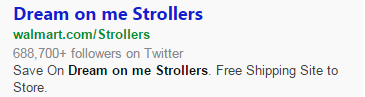 Dream on me Strollers
walmart.com/Strollers
688,700+ followers on Twitter
Save On Dream on me Strollers. Free Shipping Site to
Store.